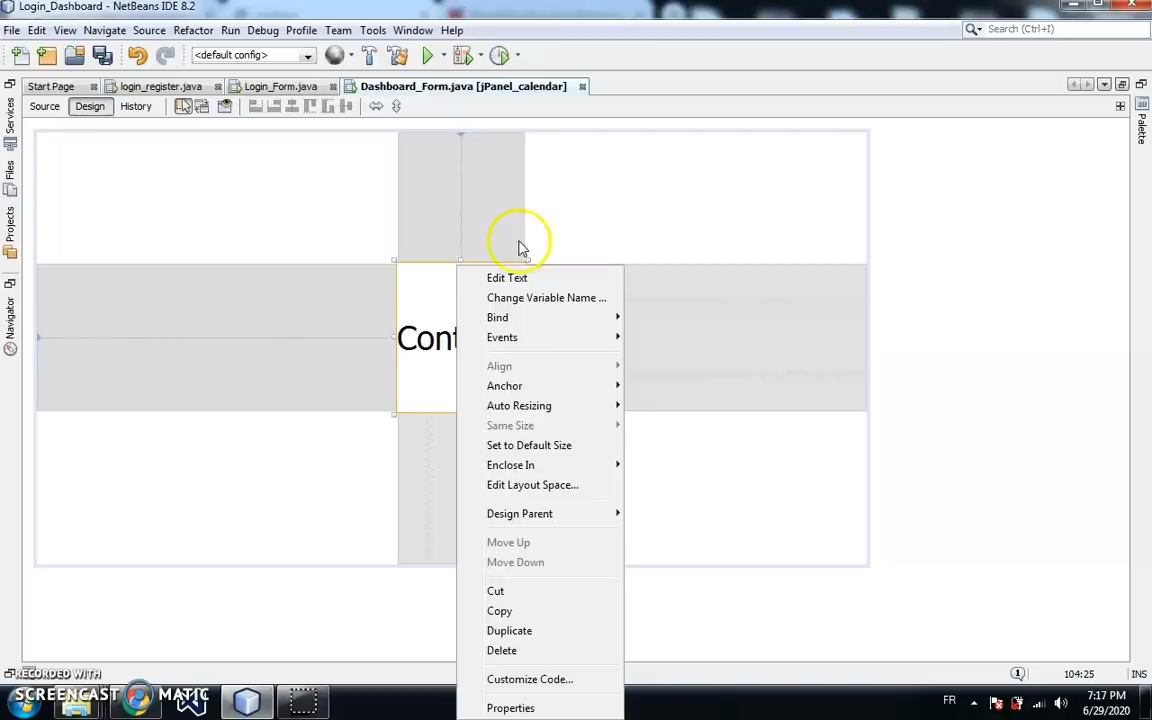 Login_Dashboard - NetBeans IDE 8.2
File Edit View Navigate Source Refactor Run Debug Profile Team Tools Window Help
Search (Ctrl+I)
<default config>
Start Page
login_register.java
Login_Form.java
Dashboard_Form.java [jPanel_calendar]
Source Design History
Services
Files
Projects
Navigator
Palette
Cont
Edit Text
Change Variable Name ...
Bind
Events
Align
Anchor
Auto Resizing
Same Size
Set to Default Size
Enclose In
Edit Layout Space...
Design Parent
Move Up
Move Down
Cut
Copy
Duplicate
Delete
Customize Code...
Properties
1
104:25
INS
RECORDED WITH
SCREENCAST MATIC
FR
7:17 PM
6/29/2020